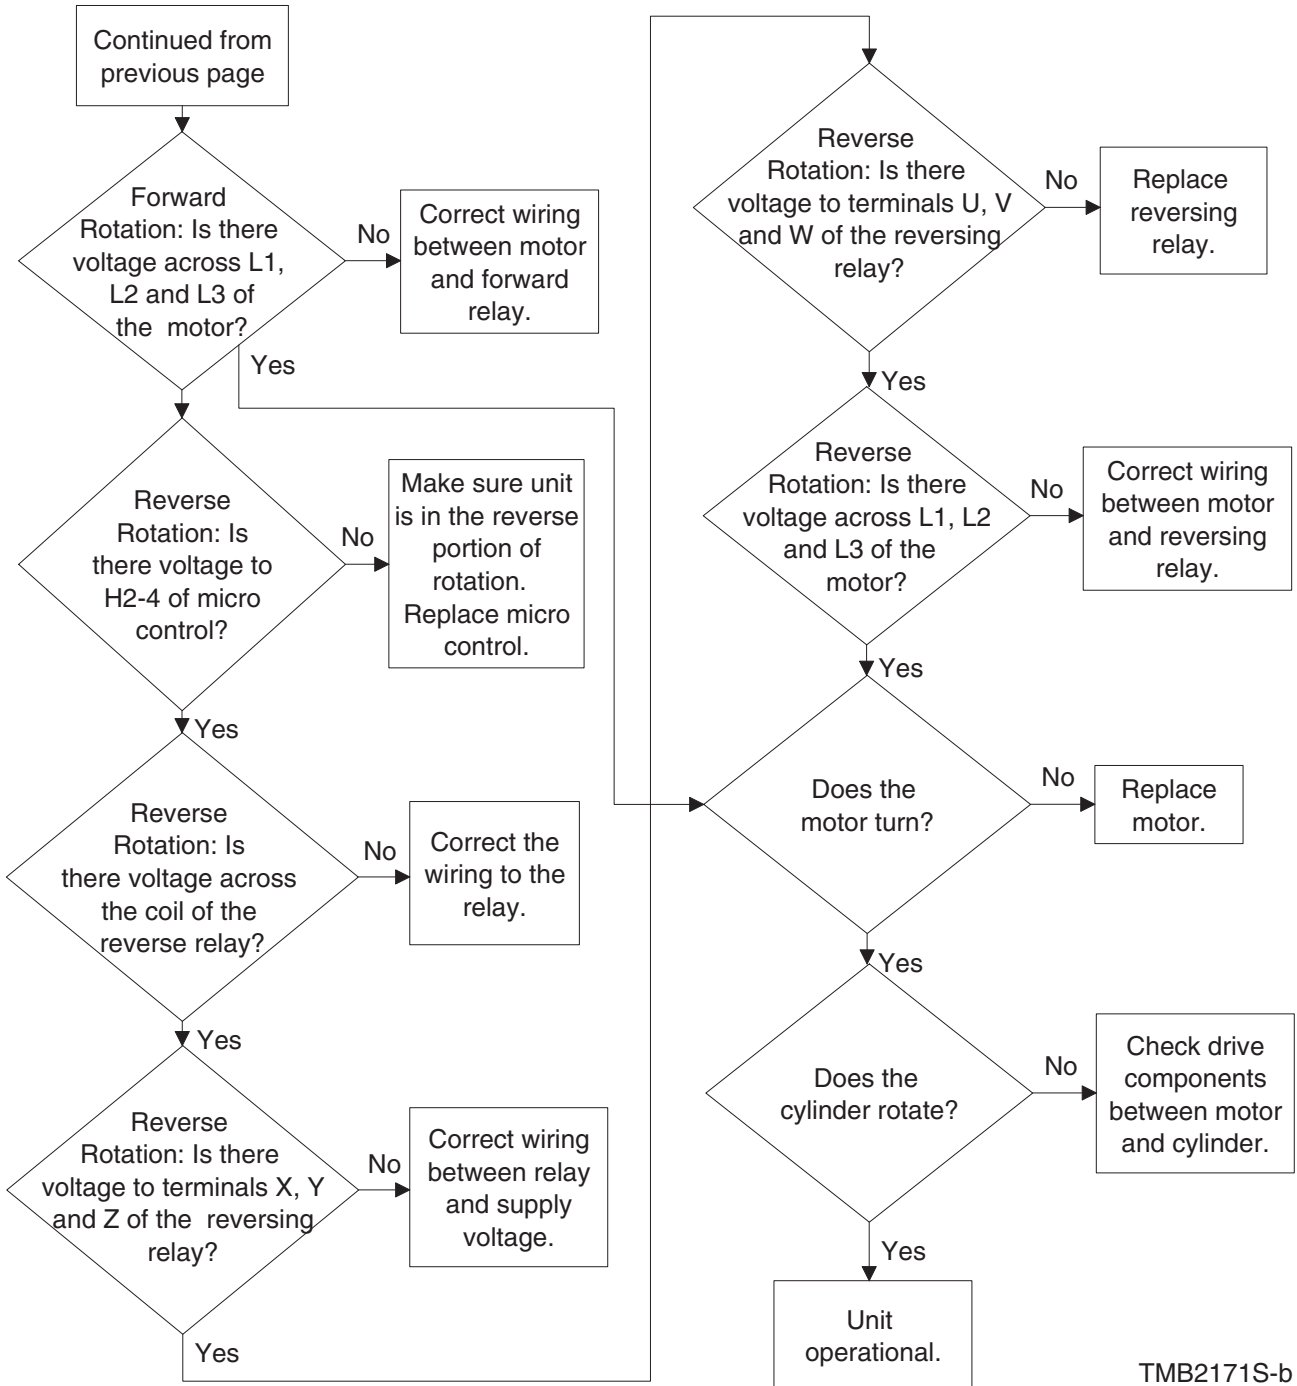 Continued from
previous page
Forward
Rotation: Is there
voltage across L1,
L2 and L3 of
the motor?
No
Correct wiring
between motor
and forward
relay.
Yes
Reverse
Rotation: Is
there voltage to
H2-4 of micro
control?
No
Make sure unit
is in the reverse
portion of
rotation.
Replace micro
control.
Yes
Reverse
Rotation: Is
there voltage across
the coil of the
reverse relay?
No
Correct the
wiring to the
relay.
Yes
Reverse
Rotation: Is there
voltage to terminals X, Y
and Z of the reversing
relay?
No
Correct wiring
between relay
and supply
voltage.
Yes
Reverse
Rotation: Is there
voltage to terminals U, V
and W of the reversing
relay?
No
Replace
reversing
relay.
Yes
Reverse
Rotation: Is there
voltage across L1, L2
and L3 of the
motor?
No
Correct wiring
between motor
and reversing
relay.
Yes
Does the
motor turn?
No
Replace
motor.
Yes
Does the
cylinder rotate?
No
Check drive
components
between motor
and cylinder.
Yes
Unit
operational.
TMB2171S-b